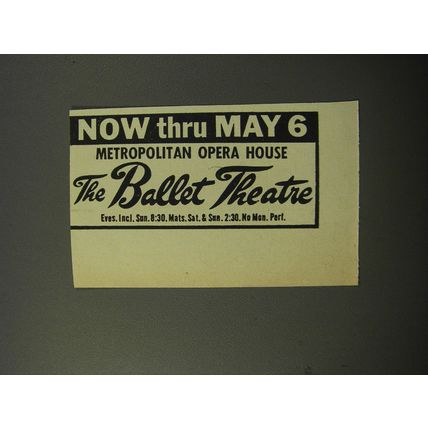 NOW thru MAY 6
METROPOLITAN OPERA HOUSE
The Ballet Theatre
Eves. Incl. Sun. 8:30. Mats. Sat. & Sun. 2:30. No Mon. Perf.